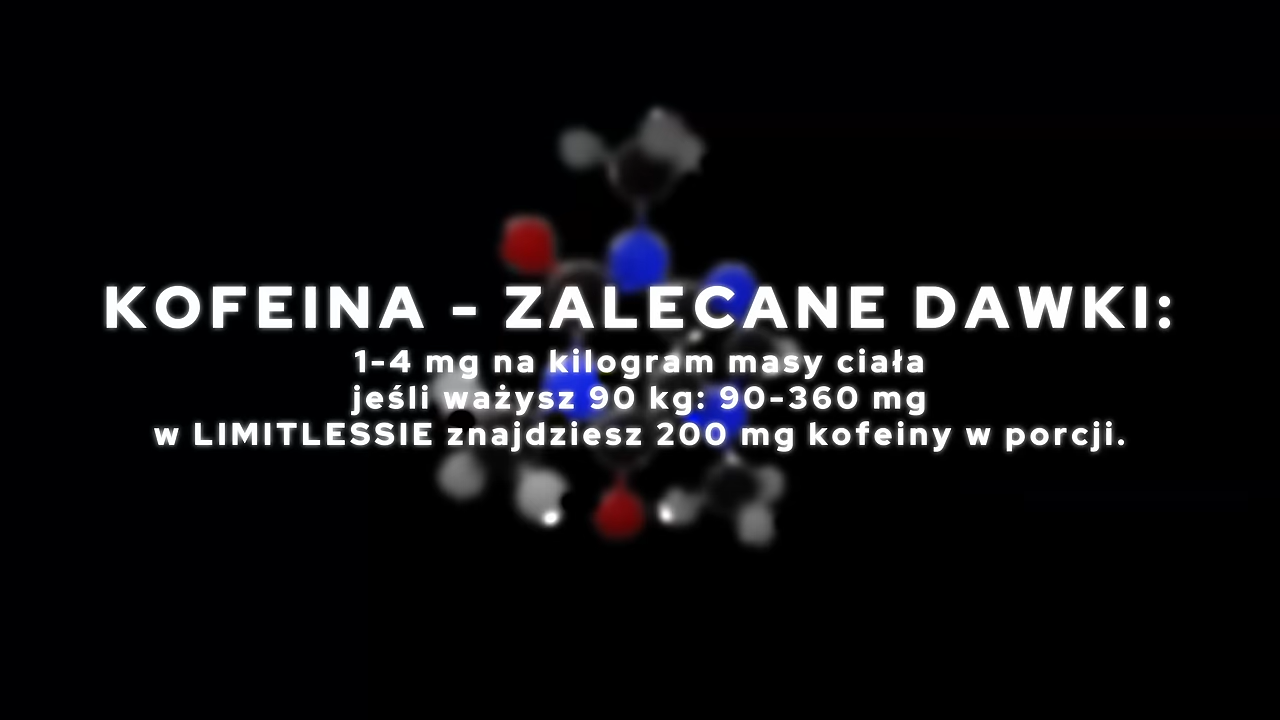 KOFEINA - ZALECANE DAWKI:
1-4 mg na kilogram masy ciała
jeśli ważysz 90 kg: 90-360 mg
w LIMITLESSIE znajdziesz 200 mg kofeiny w porcji.